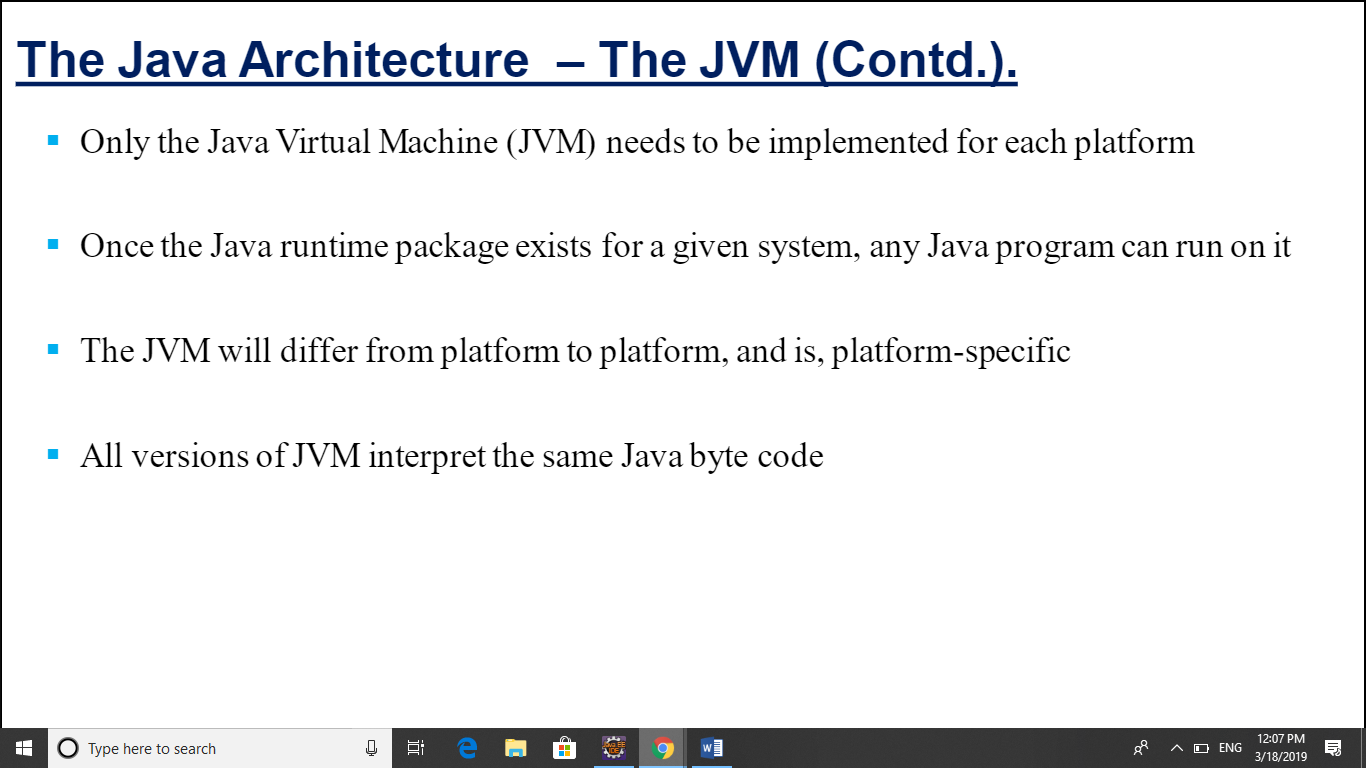 The Java Architecture – The JVM (Contd.).
Only the Java Virtual Machine (JVM) needs to be implemented for each platform
Once the Java runtime package exists for a given system, any Java program can run on it
The JVM will differ from platform to platform, and is, platform-specific
All versions of JVM interpret the same Java byte code
Type here to search
ENG
12:07 PM
3/18/2019